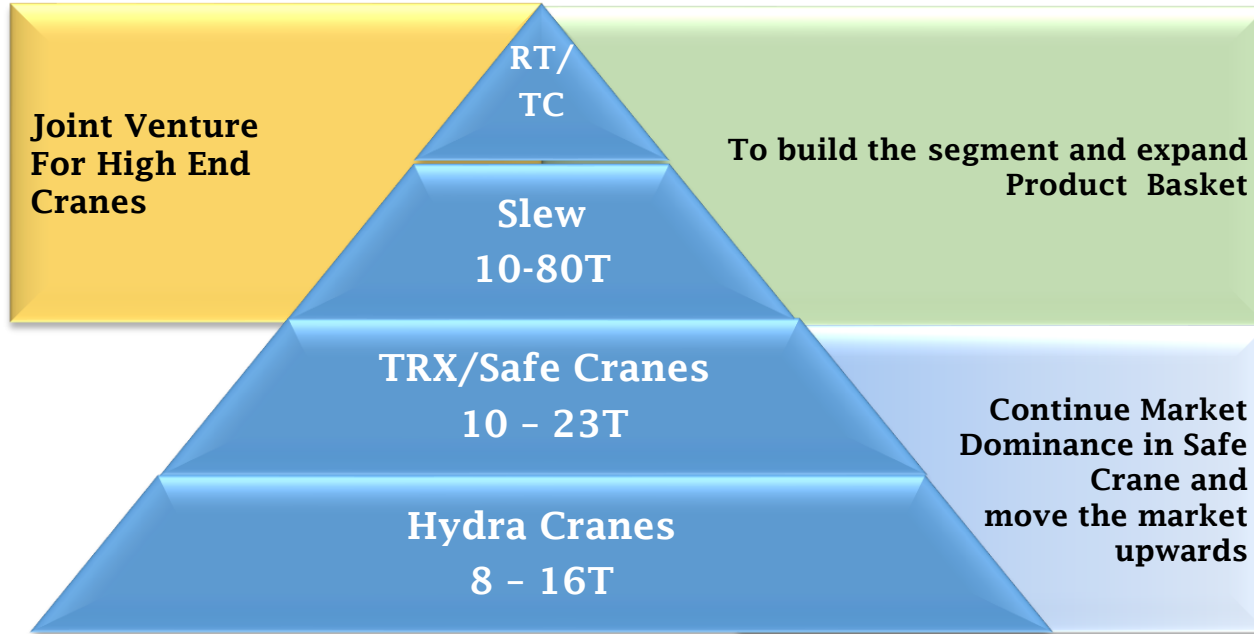 RT/
TC
Joint Venture
For High End
Cranes
To build the segment and expand
Product Basket
Slew
10-80T
TRX/Safe Cranes
10 – 23T
Continue Market
Dominance in Safe
Crane and
move the market
upwards
Hydra Cranes
8 – 16T